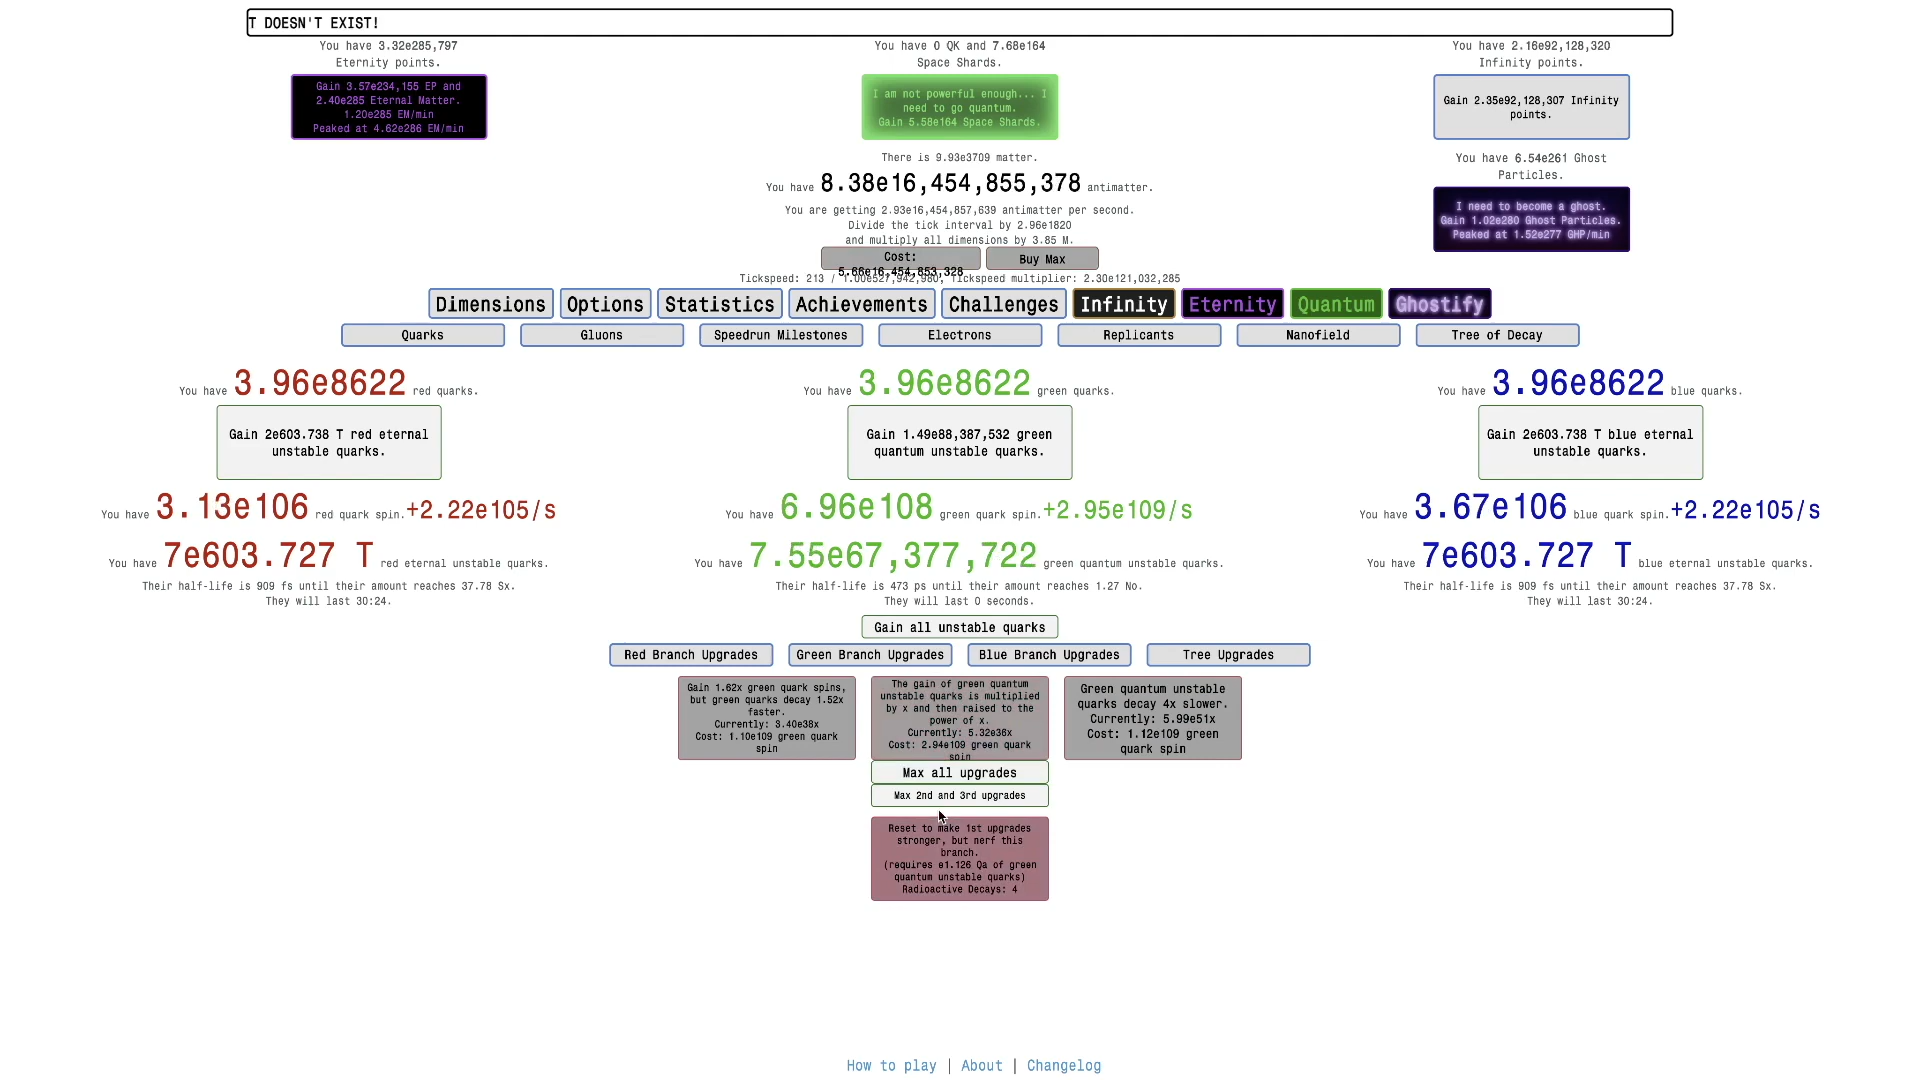 T DOESN'T EXIST!
You have 3.32e285,797
Eternity points.
Gain 3.57e234,155 EP and
2.40e285 Eternal Matter.
1.20e285 EM/min
Peaked at 4.62e286 EM/min
You have 0 QK and 7.68e164
Space Shards.
I am not powerful enough... I
need to go quantum.
Gain 5.58e164 Space Shards.
You have 2.16e92,128,320
Infinity points.
Gain 2.35e92,128,307 Infinity
points.
You have 6.54e261 Ghost
Particles.
I need to become a ghost.
Gain 1.02e280 Ghost Particles.
Peaked at 1.52e277 GHP/min
There is 9.93e3709 matter.
You have 8.38e16,454,855,378 antimatter.
You are getting 2.93e16,454,857,639 antimatter per second.
Divide the tick interval by 2.96e1820
and multiply all dimensions by 3.85 M.
Cost:
5.66e16,454,853,328
Buy Max
Tickspeed: 213 / 1.00e527,942,980, Tickspeed multiplier: 2.30e121,032,285
Dimensions Options Statistics Achievements Challenges Infinity Eternity Quantum Ghostify
Quarks Gluons Speedrun Milestones Electrons Replicants Nanofield Tree of Decay
You have 3.96e8622 red quarks.
You have 3.96e8622 green quarks.
You have 3.96e8622 blue quarks.
Gain 2e603.738 T red eternal
unstable quarks.
Gain 1.49e88,387,532 green
quantum unstable quarks.
Gain 2e603.738 T blue eternal
unstable quarks.
You have 3.13e106 red quark spin.+2.22e105/s
You have 6.96e108 green quark spin.+2.95e109/s
You have 3.67e106 blue quark spin.+2.22e105/s
You have 7e603.727 T red eternal unstable quarks.
You have 7.55e67,377,722 green quantum unstable quarks.
You have 7e603.727 T blue eternal unstable quarks.
Their half-life is 909 fs until their amount reaches 37.78 Sx.
They will last 30:24.
Their half-life is 473 ps until their amount reaches 1.27 No.
They will last 0 seconds.
Their half-life is 909 fs until their amount reaches 37.78 Sx.
They will last 30:24.
Gain all unstable quarks
Red Branch Upgrades Green Branch Upgrades Blue Branch Upgrades Tree Upgrades
Gain 1.62x green quark spins,
but green quarks decay 1.52x
faster.
Currently: 3.40e38x
Cost: 1.10e109 green quark
spin
The gain of green quantum
unstable quarks is multiplied
by x and then raised to the
power of x.
Currently: 5.32e36x
Cost: 2.94e109 green quark
spin
Green quantum unstable
quarks decay 4x slower.
Currently: 5.99e51x
Cost: 1.12e109 green
quark spin
Max all upgrades
Max 2nd and 3rd upgrades
Reset to make 1st upgrades
stronger, but nerf this
branch.
(requires e1.126 Qa of green
quantum unstable quarks)
Radioactive Decays: 4
How to play | About | Changelog